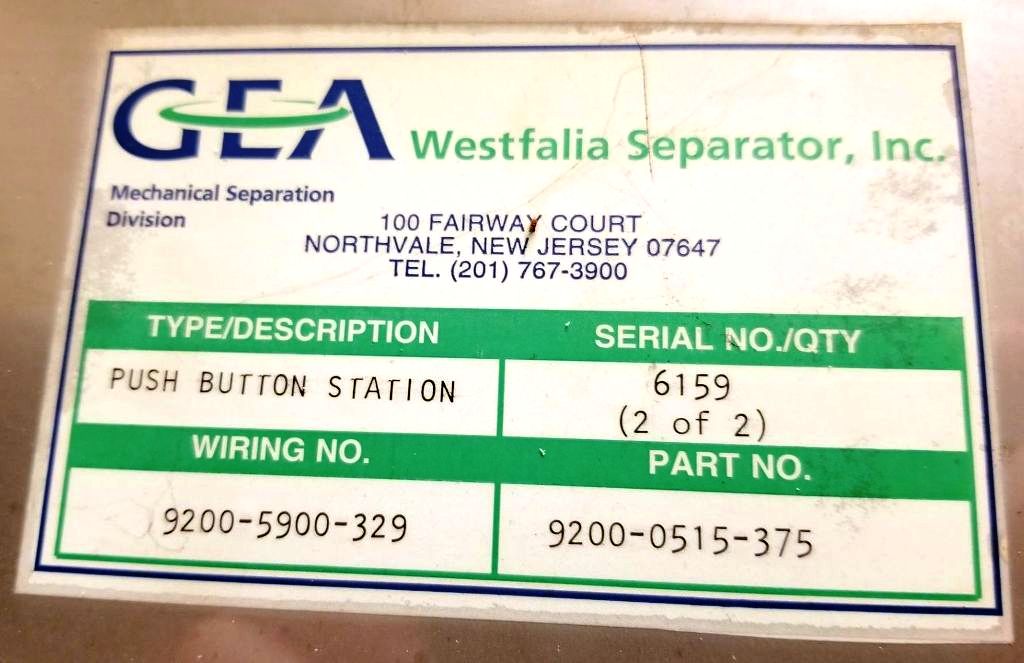 GEA Westfalia Separator, Inc.
Mechanical Separation
Division
100 FAIRWAY COURT
NORTHVALE, NEW JERSEY 07647
TEL. (201) 767-3900
TYPE/DESCRIPTION SERIAL NO./QTY
PUSH BUTTON STATION 6159
(2 of 2)
WIRING NO. PART NO.
9200-5900-329 9200-0515-375